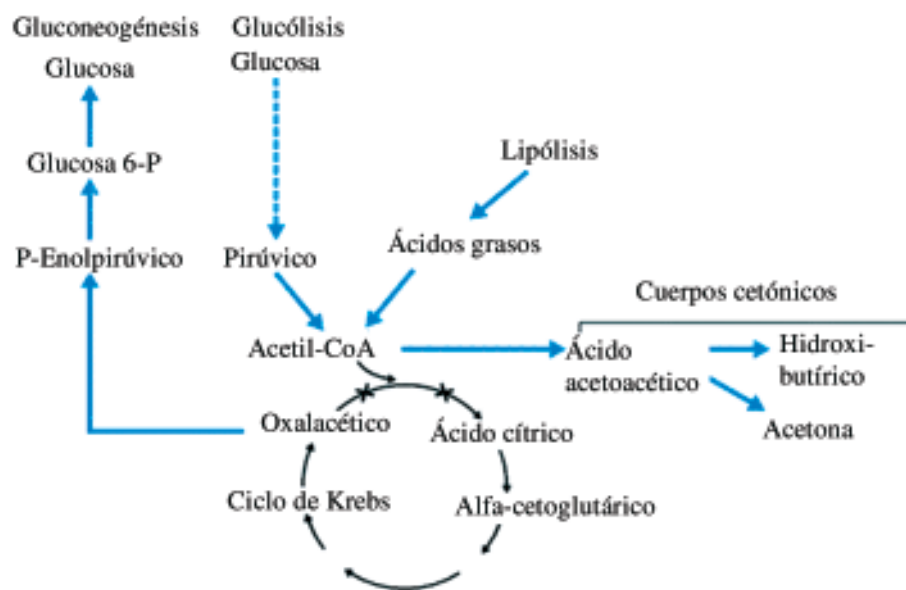 Gluconeogénesis
Glucosa
Glucosa 6-P
P-Enolpirúvico
Glucólisis
Glucosa
Pirúvico
Lipólisis
Ácidos grasos
Acetil-CoA
Cuerpos cetónicos
Ácido
acetoacético
Hidroxi-
butírico
Acetona
Oxalacético
Ácido cítrico
Ciclo de Krebs
Alfa-cetoglutárico